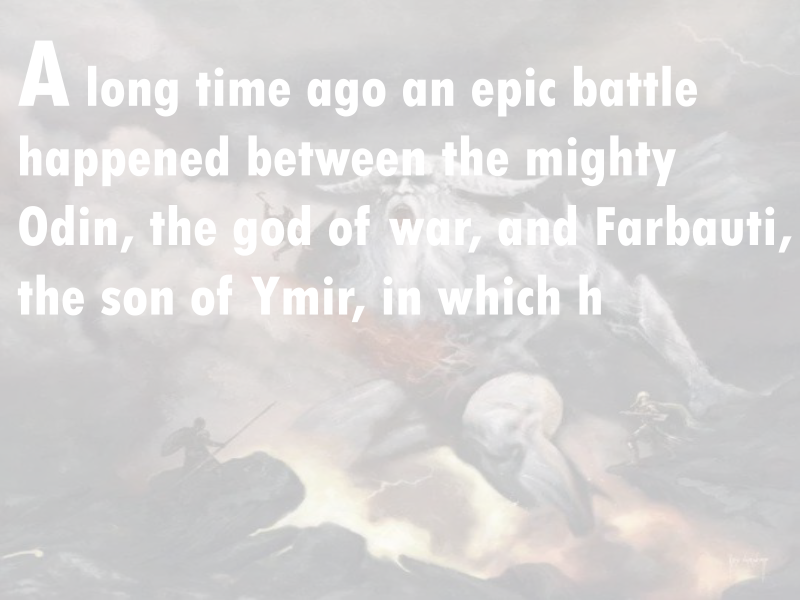 A long time ago an epic battle
happened between the mighty
Odin, the god of war, and Farbauti,
the son of Ymir, in which h